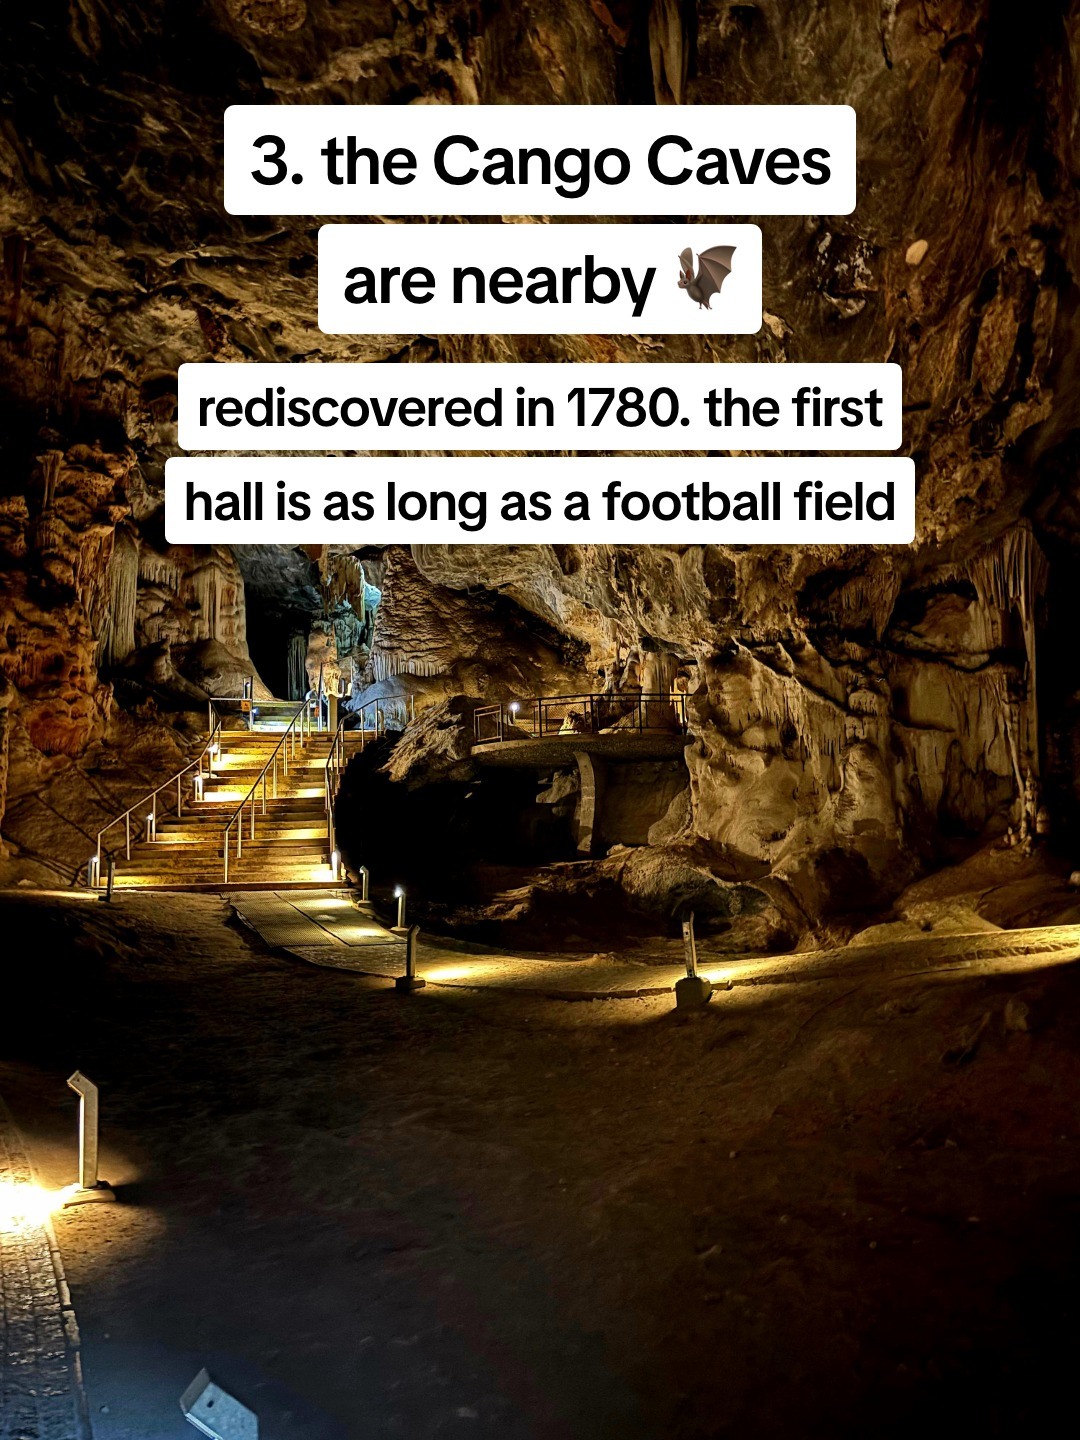 3. the Cango Caves
are nearby 🦇
rediscovered in 1780. the first
hall is as long as a football field